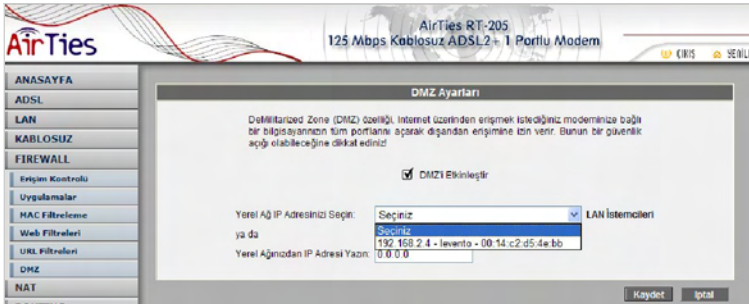 AirTies
AirTies RT-205
125 Mbps Kablosuz ADSL2+ 1 Portlu Modem
ÇIKIŞ
ANASAYFA
ADSL
LAN
KABLOSUZ
FIREWALL
Erişim Kontrolü
Uygulamalar
MAC Filtreleme
Web Filtreleri
URL Filtreleri
DMZ
NAT
DMZ Ayarları
DeMilitarized Zone (DMZ) özelliği, Internet üzerinden erişmek istediğiniz modeminize bağlı
bir bilgisayarınızın tüm portlarını açarak dışarıdan erişimine izin verir. Bunun bir güvenlik
açığı olabileceğine dikkat ediniz!
DMZ'i Etkinleştir
Yerel Ağ IP Adresinizi Seçin: Seçiniz LAN İstemcileri
Seçiniz
ya da
192.168.2.4 - levento - 00:14:c2:d5:4e:bb
Yerel Ağınızdan IP Adresi Yazın: 0.0.0.0
Kaydet İptal